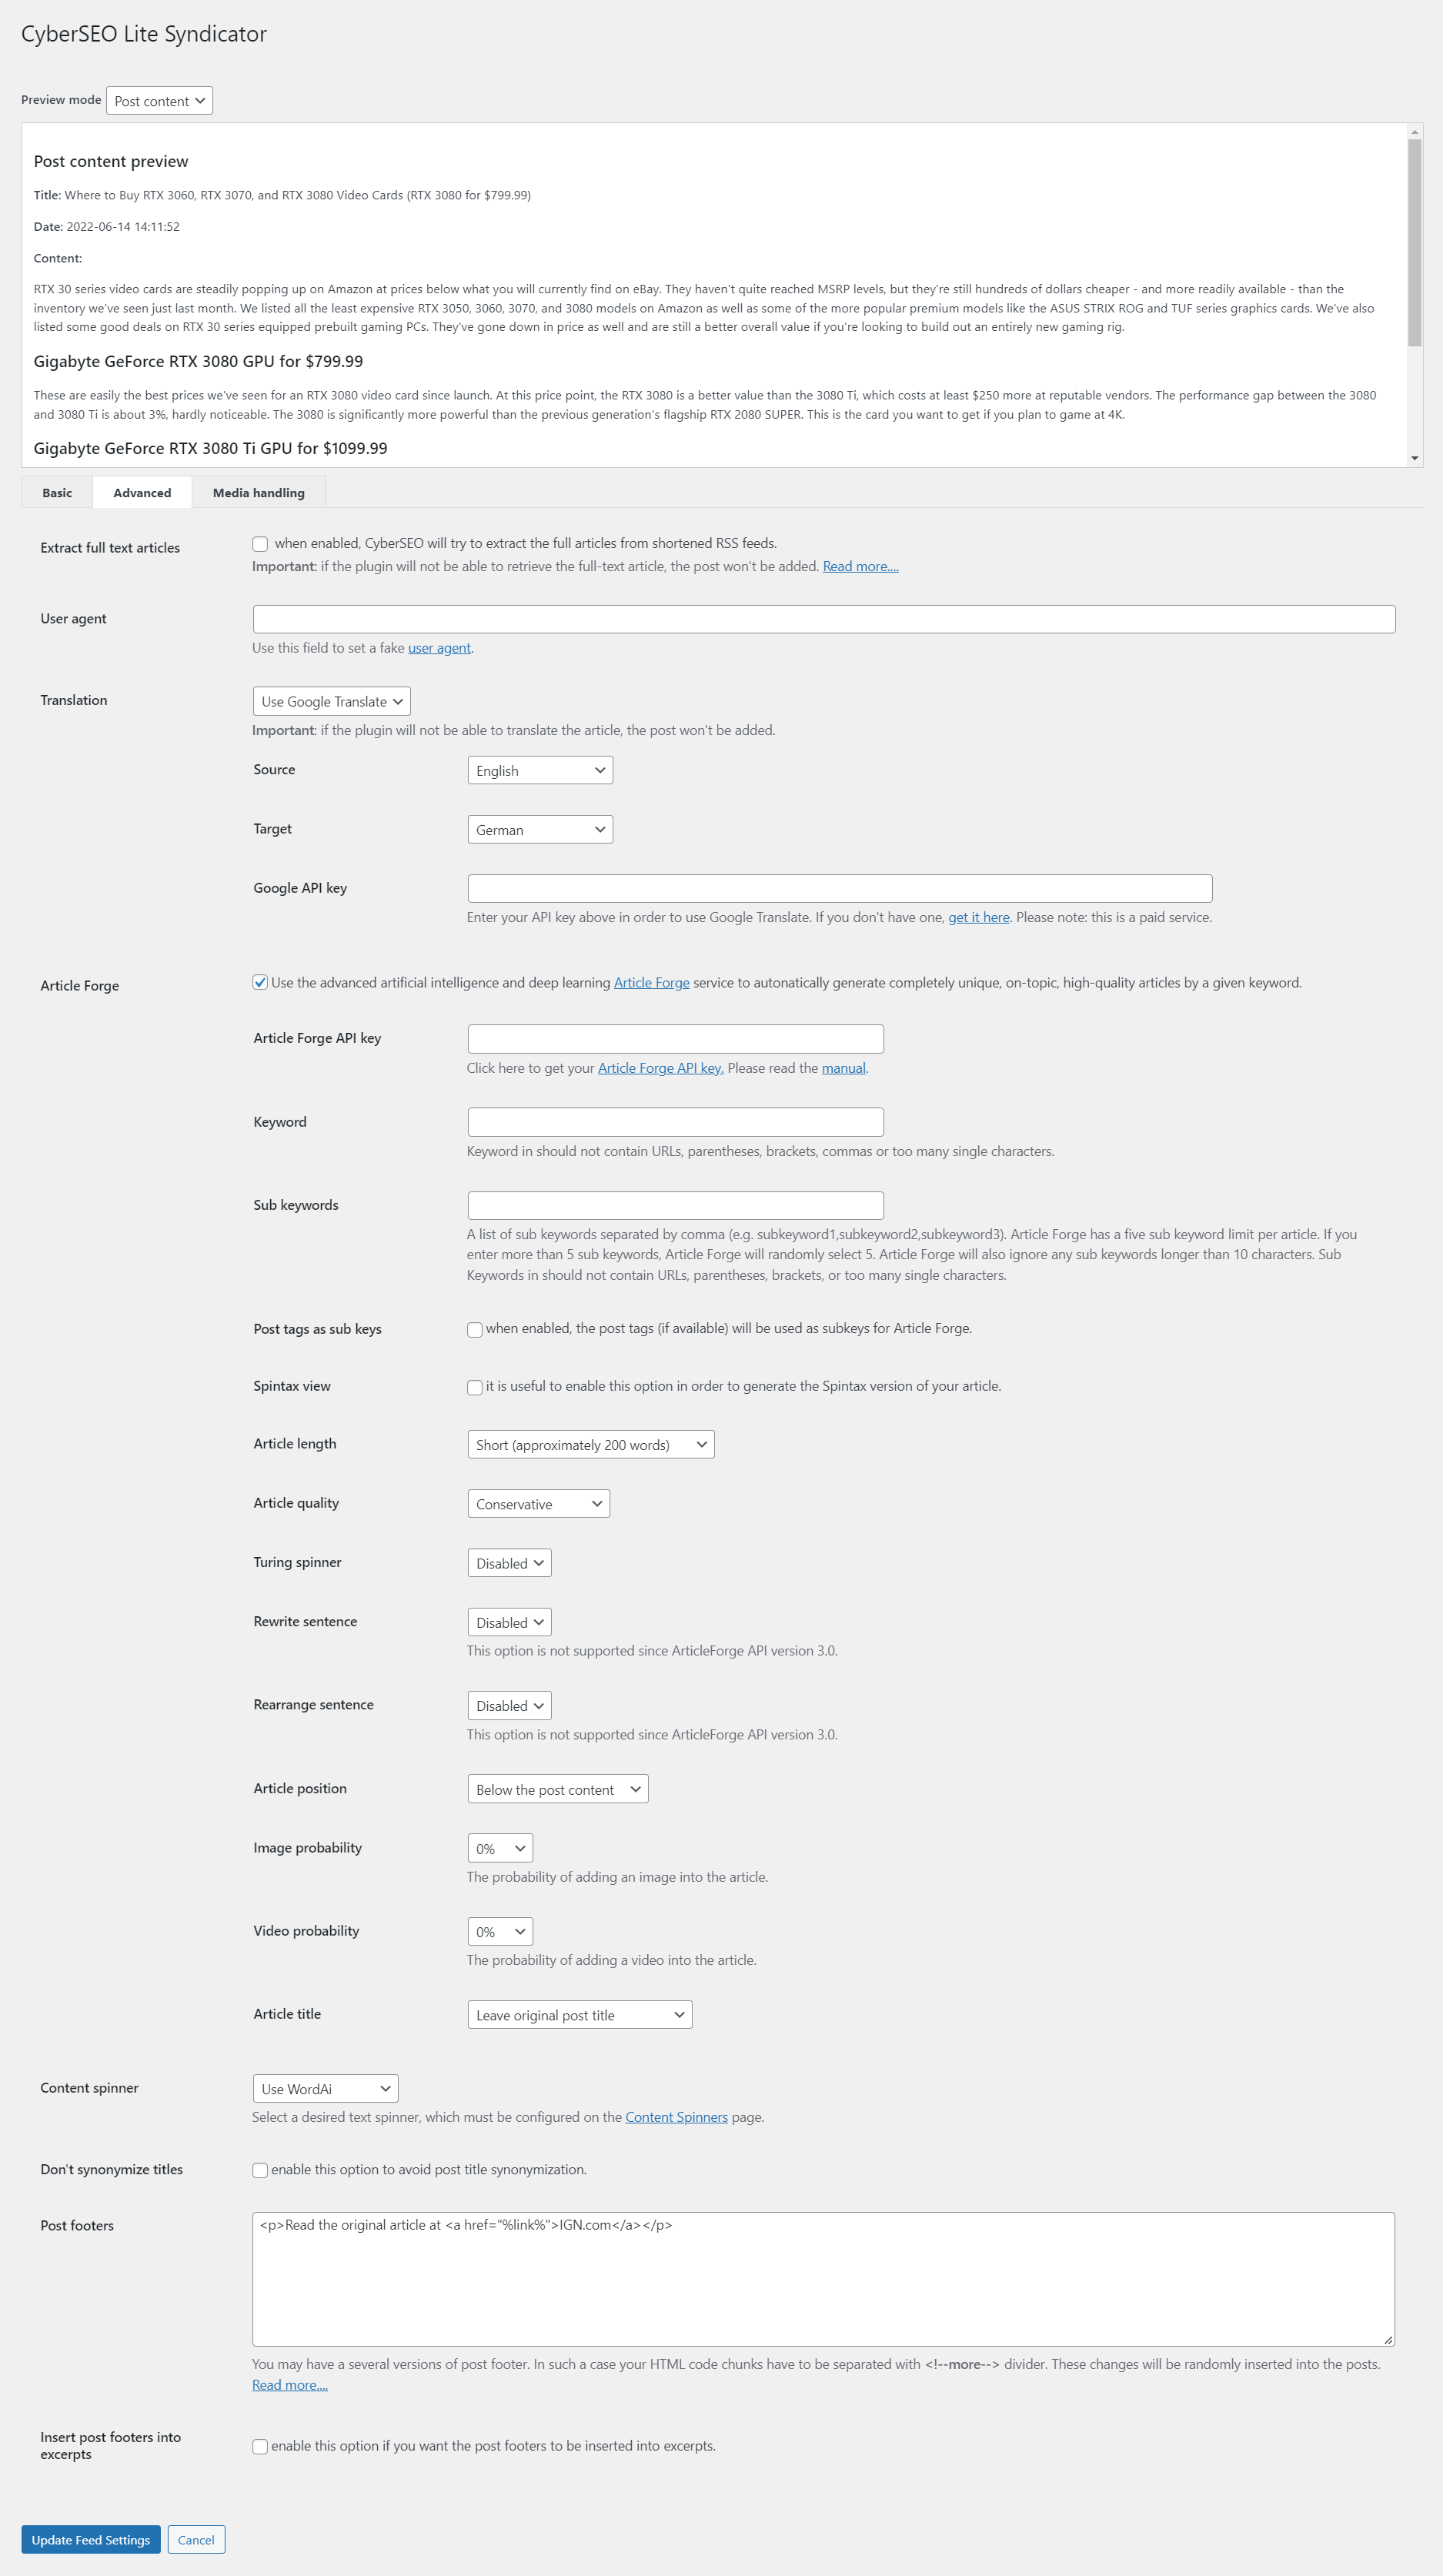 CyberSEO Lite Syndicator
Preview mode Post content
Post content preview
Title: Where to Buy RTX 3060, RTX 3070, and RTX 3080 Video Cards (RTX 3080 for $799.99)
Date: 2022-06-14 14:11:52
Content:
RTX 30 series video cards are steadily popping up on Amazon at prices below what you will currently find on eBay. They haven't quite reached MSRP levels, but they're still hundreds of dollars cheaper - and more readily available - than the
inventory we've seen just last month. We listed all the least expensive RTX 3050, 3060, 3070, and 3080 models on Amazon as well as some of the more popular premium models like the ASUS STRIX ROG and TUF series graphics cards. We've also
listed some good deals on RTX 30 series equipped prebuilt gaming PCs. They've gone down in price as well and are still a better overall value if you're looking to build out an entirely new gaming rig.
Gigabyte GeForce RTX 3080 GPU for $799.99
These are easily the best prices we've seen for an RTX 3080 video card since launch. At this price point, the RTX 3080 is a better value than the 3080 Ti, which costs at least $250 more at reputable vendors. The performance gap between the 3080
and 3080 Ti is about 3%, hardly noticeable. The 3080 is significantly more powerful than the previous generation's flagship RTX 2080 SUPER. This is the card you want to get if you plan to game at 4K.
Gigabyte GeForce RTX 3080 Ti GPU for $1099.99
Basic Advanced Media handling
Extract full text articles when enabled, CyberSEO will try to extract the full articles from shortened RSS feeds.
Important: if the plugin will not be able to retrieve the full-text article, the post won't be added. Read more....
User agent
Use this field to set a fake user agent.
Translation Use Google Translate
Important: if the plugin will not be able to translate the article, the post won't be added.
Source English
Target German
Google API key
Enter your API key above in order to use Google Translate. If you don't have one, get it here. Please note: this is a paid service.
Article Forge Use the advanced artificial intelligence and deep learning Article Forge service to autonatically generate completely unique, on-topic, high-quality articles by a given keyword.
Article Forge API key
Click here to get your Article Forge API key. Please read the manual.
Keyword
Keyword in should not contain URLs, parentheses, brackets, commas or too many single characters.
Sub keywords
A list of sub keywords separated by comma (e.g. subkeyword1,subkeyword2,subkeyword3). Article Forge has a five sub keyword limit per article. If you
enter more than 5 sub keywords, Article Forge will randomly select 5. Article Forge will also ignore any sub keywords longer than 10 characters. Sub
Keywords in should not contain URLs, parentheses, brackets, or too many single characters.
Post tags as sub keys when enabled, the post tags (if available) will be used as subkeys for Article Forge.
Spintax view it is useful to enable this option in order to generate the Spintax version of your article.
Article length Short (approximately 200 words)
Article quality Conservative
Turing spinner Disabled
Rewrite sentence Disabled
This option is not supported since ArticleForge API version 3.0.
Rearrange sentence Disabled
This option is not supported since ArticleForge API version 3.0.
Article position Below the post content
Image probability 0%
The probability of adding an image into the article.
Video probability 0%
The probability of adding a video into the article.
Article title Leave original post title
Content spinner Use WordAi
Select a desired text spinner, which must be configured on the Content Spinners page.
Don't synonymize titles enable this option to avoid post title synonymization.
Post footers <p>Read the original article at <a href="%link%">IGN.com</a></p>
You may have a several versions of post footer. In such a case your HTML code chunks have to be separated with <!--more--> divider. These changes will be randomly inserted into the posts.
Read more....
Insert post footers into
excerpts enable this option if you want the post footers to be inserted into excerpts.
Update Feed Settings Cancel